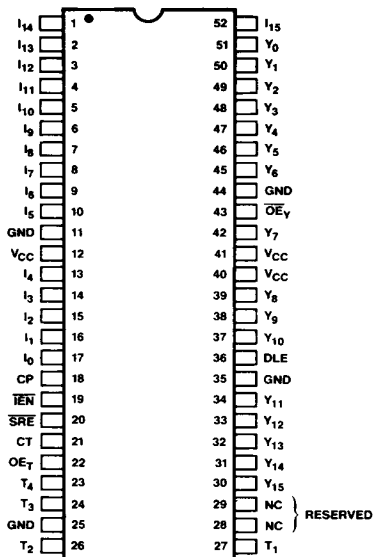 I14 1 52 I15
I13 2 51 Y0
I12 3 50 Y1
I11 4 49 Y2
I10 5 48 Y3
I9 6 47 Y4
I8 7 46 Y5
I7 8 45 Y6
I6 9 44 GND
I5 10 43 OEY
GND 11 42 Y7
VCC 12 41 VCC
I4 13 40 VCC
I3 14 39 Y8
I2 15 38 Y9
I1 16 37 Y10
I0 17 36 DLE
CP 18 35 GND
IEN 19 34 Y11
SRE 20 33 Y12
CT 21 32 Y13
OET 22 31 Y14
T4 23 30 Y15
T3 24 29 NC
GND 25 28 NC
RESERVED
T2 26 27 T1